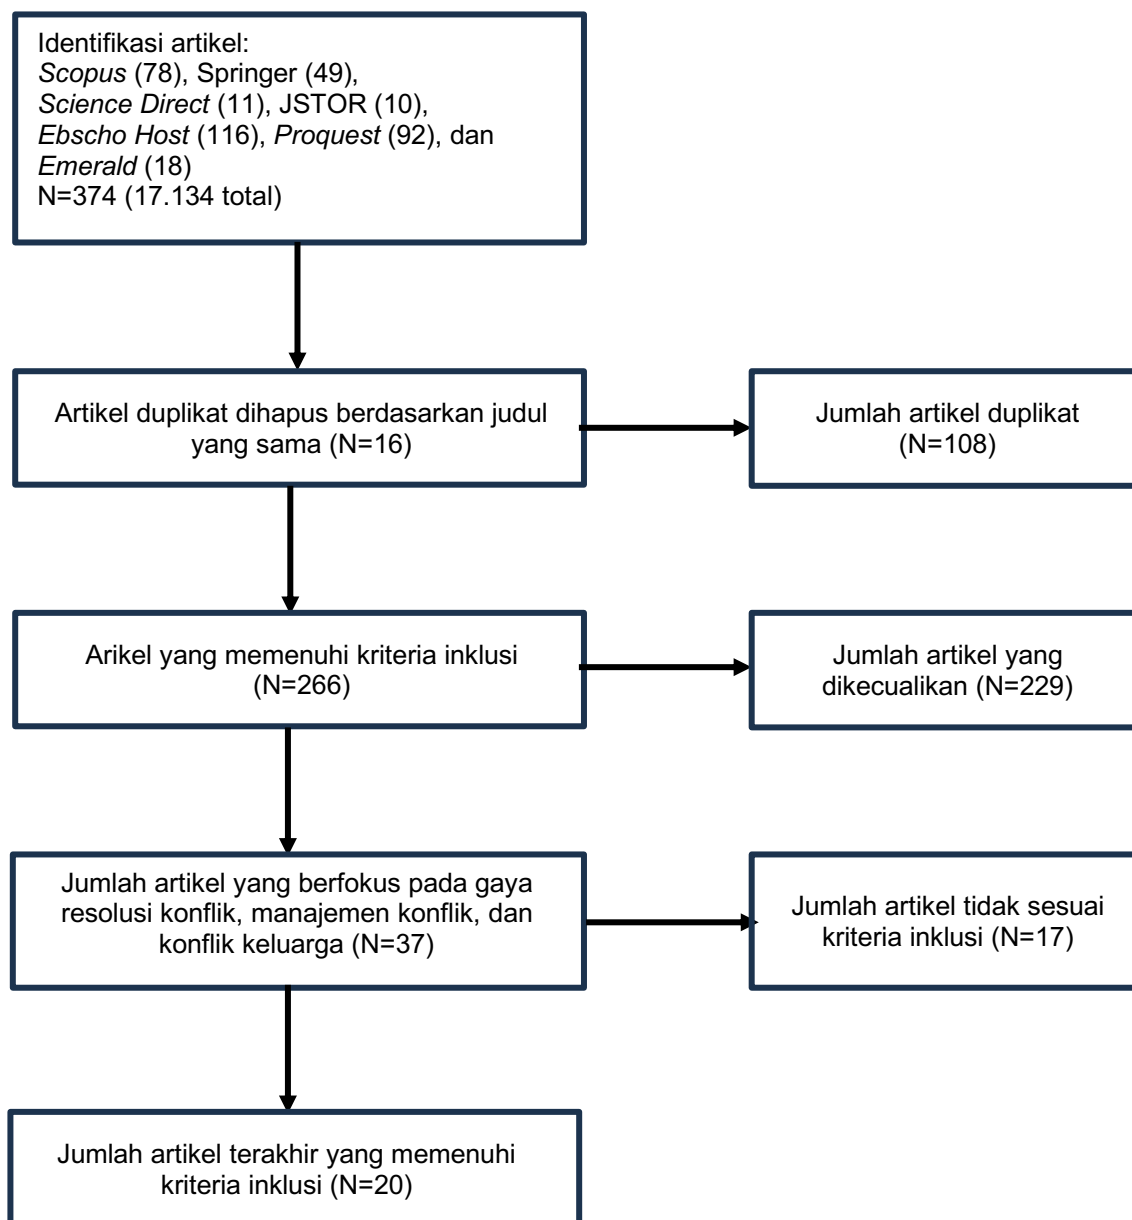 Identifikasi artikel:
Scopus (78), Springer (49),
Science Direct (11), JSTOR (10),
Ebscho Host (116), Proquest (92), dan
Emerald (18)
N=374 (17.134 total)
Artikel duplikat dihapus berdasarkan judul
yang sama (N=16)
Jumlah artikel duplikat
(N=108)
Arikel yang memenuhi kriteria inklusi
(N=266)
Jumlah artikel yang
dikecualikan (N=229)
Jumlah artikel yang berfokus pada gaya
resolusi konflik, manajemen konflik, dan
konflik keluarga (N=37)
Jumlah artikel tidak sesuai
kriteria inklusi (N=17)
Jumlah artikel terakhir yang memenuhi
kriteria inklusi (N=20)